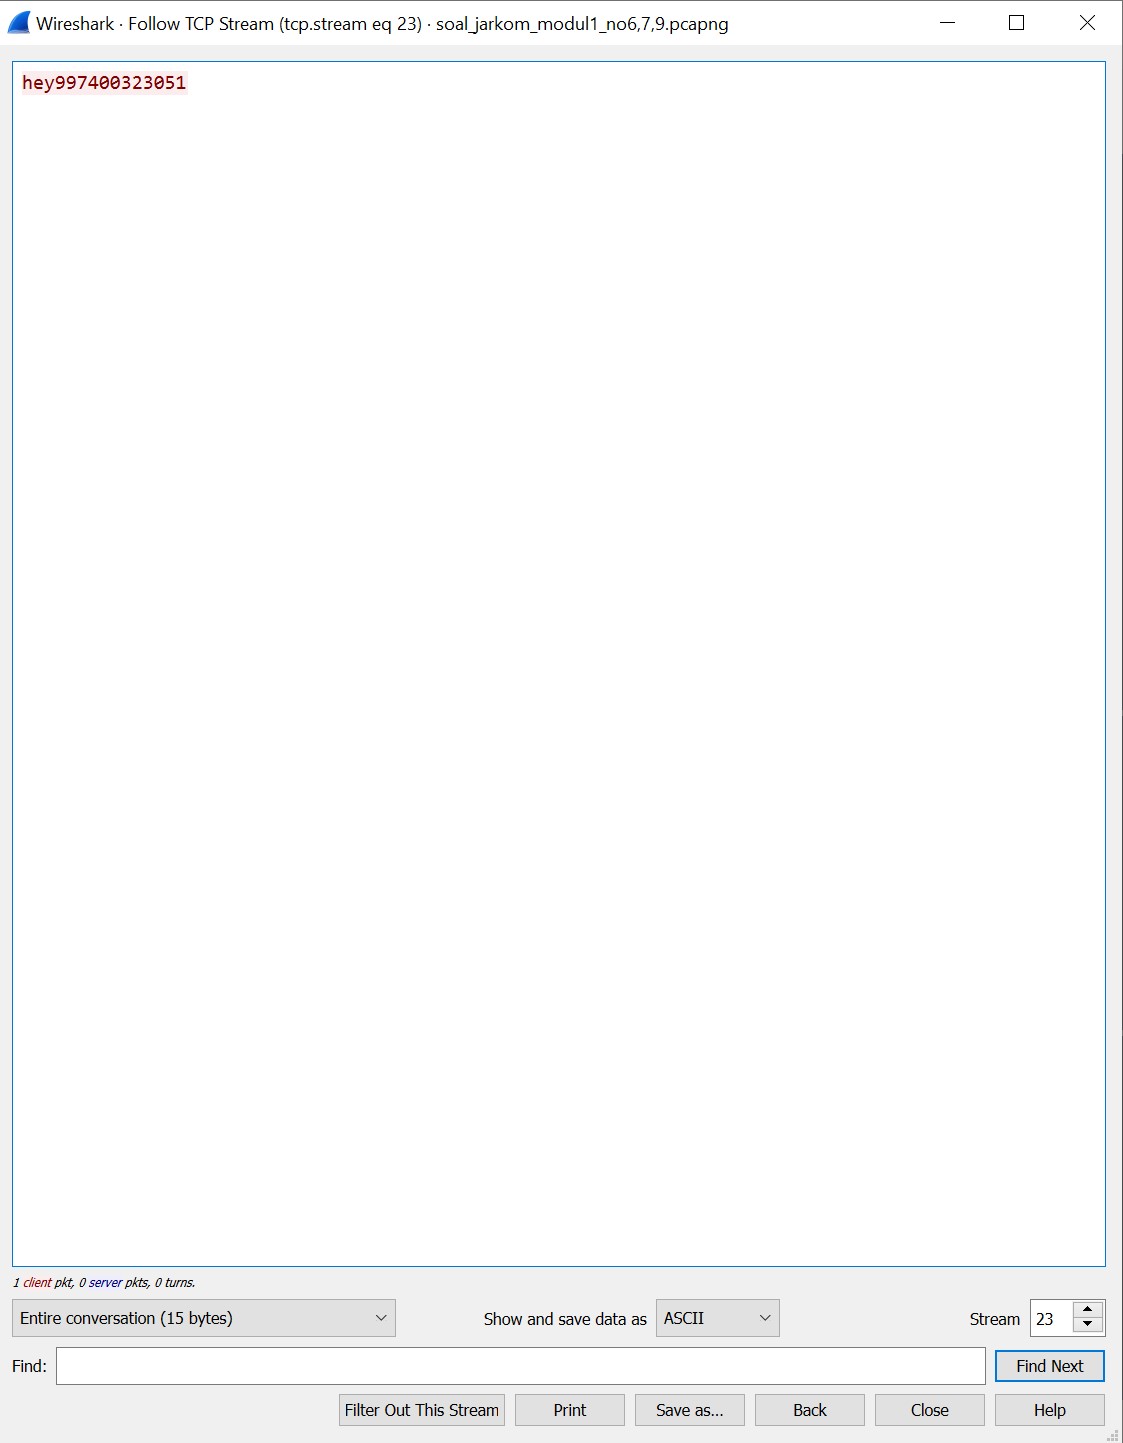 Wireshark · Follow TCP Stream (tcp.stream eq 23) · soal_jarkom_modul1_no6,7,9.pcapng
hey997400323051
1 client pkt, 0 server pkts, 0 turns.
Entire conversation (15 bytes) Show and save data as ASCII Stream 23
Find: Find Next
Filter Out This Stream Print Save as... Back Close Help